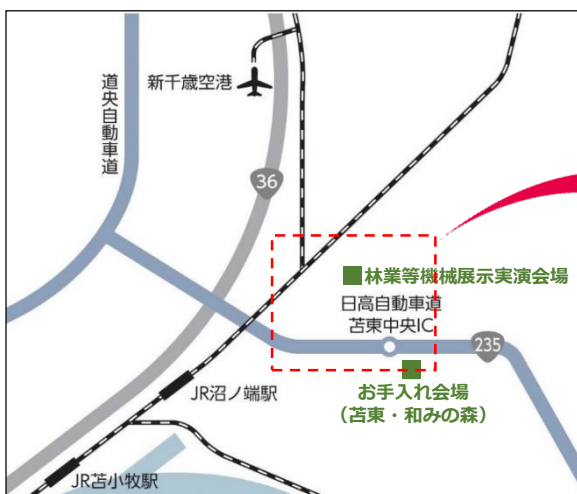 新千歳空港
道央自動車道
36
林業等機械展示実演会場
日高自動車道
苫東中央IC
235
お手入れ会場
（苫東・和みの森）
JR沼ノ端駅
JR苫小牧駅